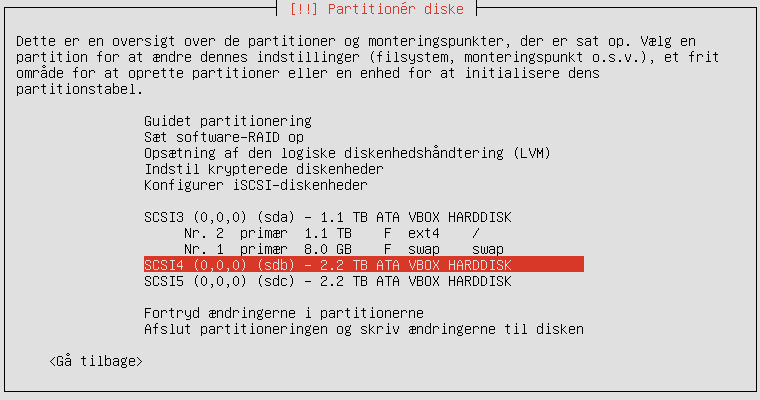 [!!] Partitionér diske
Dette er en oversigt over de partitioner og monteringspunkter, der er sat op. Vælg en
partition for at ændre dennes indstillinger (filsystem, monteringspunkt o.s.v.), et frit
område for at oprette partitioner eller en enhed for at initialisere dens
partitionstabel.
Guidet partitionering
Sæt software-RAID op
Opsætning af den logiske diskenhedshåndtering (LVM)
Indstil krypterede diskenheder
Konfigurer iSCSI-diskenheder
SCSI3 (0,0,0) (sda) - 1.1 TB ATA VBOX HARDDISK
Nr. 2 primær 1.1 TB F ext4 /
Nr. 1 primær 8.0 GB F swap swap
SCSI4 (0,0,0) (sdb) - 2.2 TB ATA VBOX HARDDISK
SCSI5 (0,0,0) (sdc) - 2.2 TB ATA VBOX HARDDISK
Fortryd ændringerne i partitionerne
Afslut partitioneringen og skriv ændringerne til disken
<Gå tilbage>